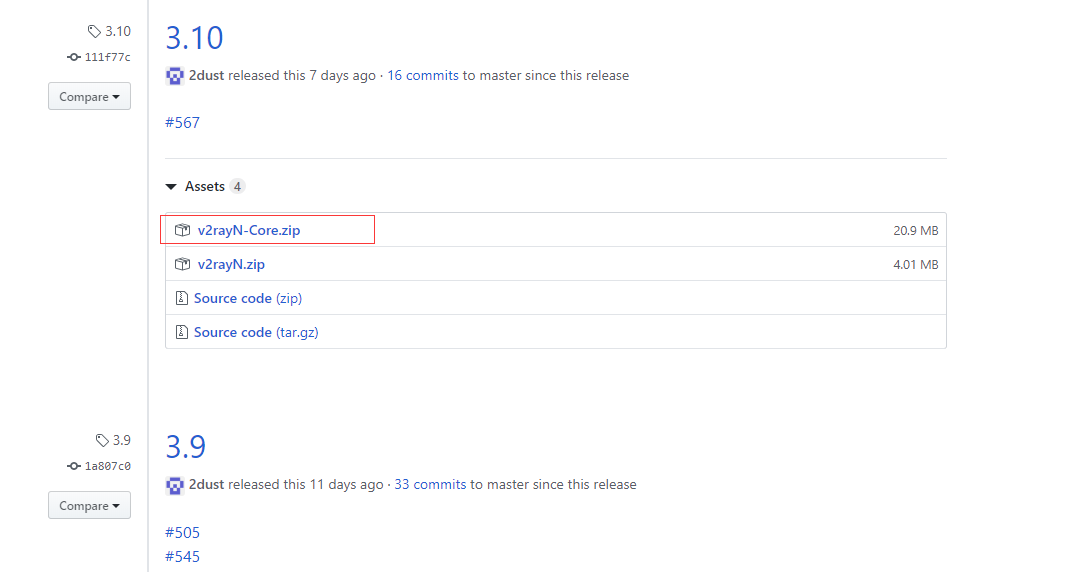 3.10
111f77c
Compare
3.10
2dust released this 7 days ago · 16 commits to master since this release
#567
Assets 4
v2rayN-Core.zip 20.9 MB
v2rayN.zip 4.01 MB
Source code (zip)
Source code (tar.gz)
3.9
1a807c0
Compare
3.9
2dust released this 11 days ago · 33 commits to master since this release
#505
#545